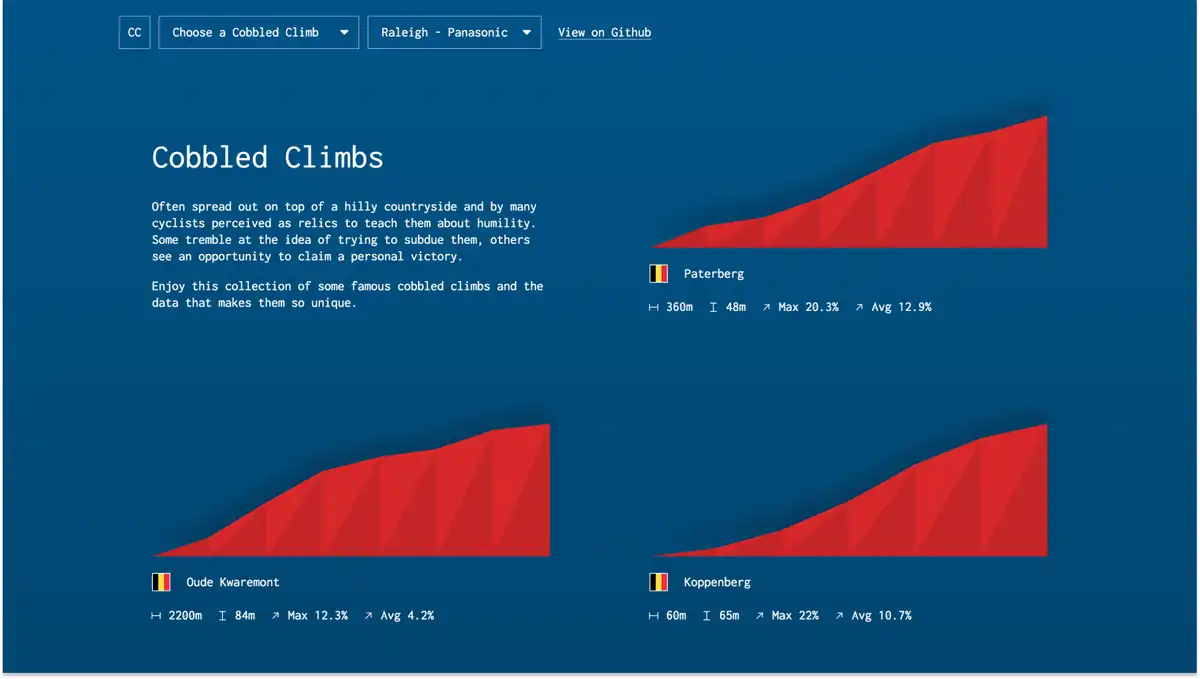 CC Choose a Cobbled Climb Raleigh - Panasonic View on Github
Cobbled Climbs
Often spread out on top of a hilly countryside and by many
cyclists perceived as relics to teach them about humility.
Some tremble at the idea of trying to subdue them, others
see an opportunity to claim a personal victory.
Enjoy this collection of some famous cobbled climbs and the
data that makes them so unique.
Paterberg
360m 48m Max 20.3% Avg 12.9%
Oude Kwaremont
2200m 84m Max 12.3% Avg 4.2%
Koppenberg
60m 65m Max 22% Avg 10.7%